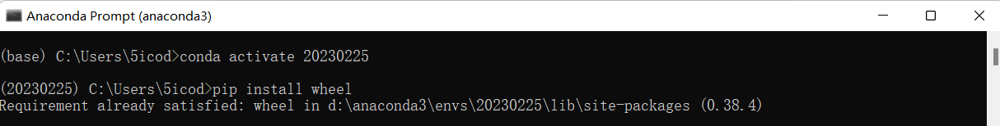 Anaconda Prompt (anaconda3)
(base) C:\Users\5icod>conda activate 20230225
(20230225) C:\Users\5icod>pip install wheel
Requirement already satisfied: wheel in d:\anaconda3\envs\20230225\lib\site-packages (0.38.4)